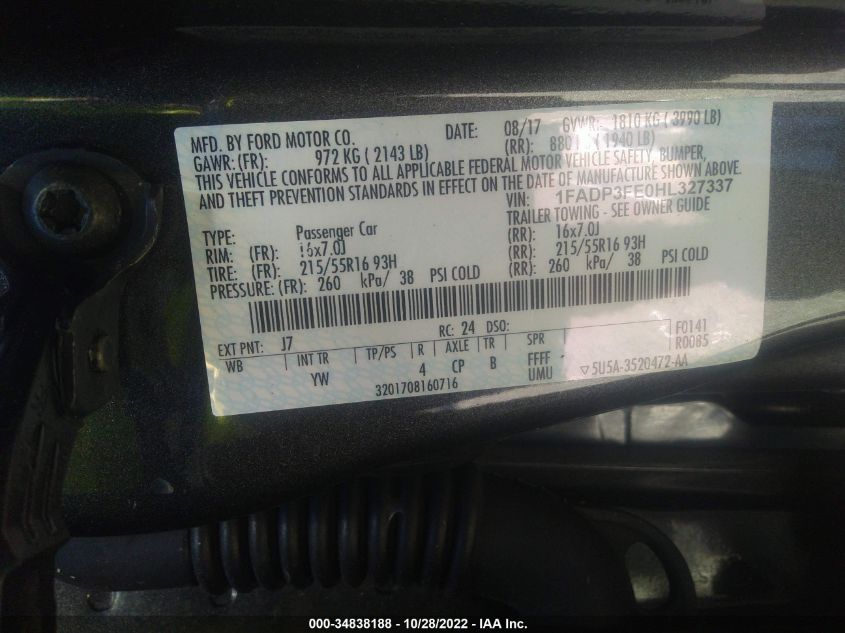 MFD. BY FORD MOTOR CO. DATE: 08/17 GVWR: 1810 KG ( 3990 LB)
GAWR: (FR): 972 KG ( 2143 LB) (RR): 880 ( 1940 LB)
THIS VEHICLE CONFORMS TO ALL APPLICABLE FEDERAL MOTOR VEHICLE SAFETY, BUMPER,
AND THEFT PREVENTION STANDARDS IN EFFECT ON THE DATE OF MANUFACTURE SHOWN ABOVE.
VIN: 1FADP3FE0HL327337
TYPE: Passenger Car TRAILER TOWING - SEE OWNER GUIDE
RIM: (FR): 16x7.0J (RR): 16x7.0J
TIRE: (FR): 215/55R16 93H (RR): 215/55R16 93H
PRESSURE: (FR): 260 kPa/ 38 PSI COLD (RR): 260 kPa/ 38 PSI COLD
EXT PNT: J7 RC: 24 DSO: F0141
WB INT TR TP/PS R AXLE TR SPR R0085
YW 4 CP B FFFF
UMU ▽5U5A-3520472-AA
3201708160716
000-34838188 - 10/28/2022 - IAA Inc.